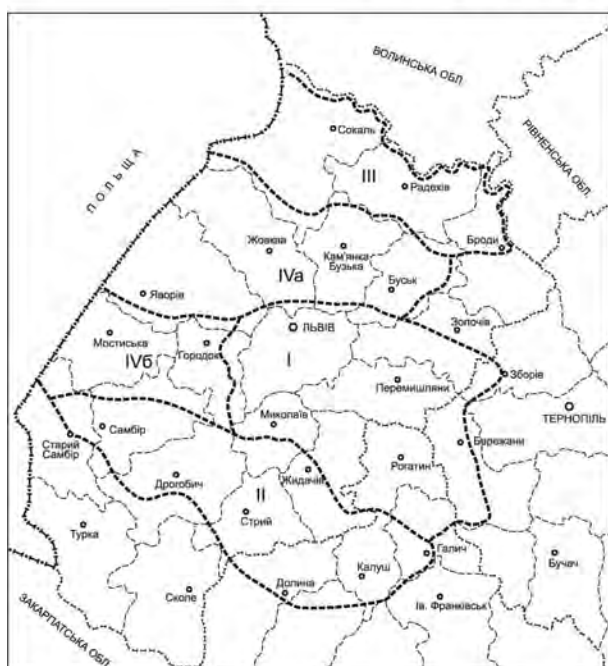 ВОЛИНСЬКА ОБЛ.
РІВНЕНСЬКА ОБЛ.
ПОЛЬЩА
Сокаль
III
Радехів
Броди
Жовква
Кам'янка
Бузька
IVа
Буськ
Яворів
Золочів
ЛЬВІВ
Мостиська
Городок
IVб
I
Зборів
Перемишляни
ТЕРНОПІЛЬ
Миколаїв
Самбір
Старий
Самбір
Бережани
Рогатин
Жидачів
Дрогобич
II
Стрий
Турка
Галич
Бучач
Калуш
Долина
Сколе
Ів. Франківськ
ЗАКАРПАТСЬКА ОБЛ.